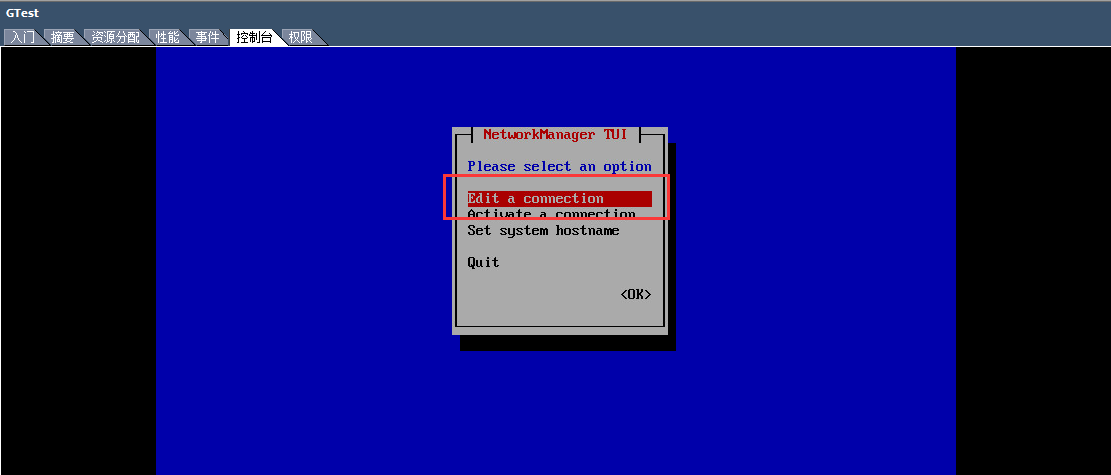 GTest
入门 摘要 资源分配 性能 事件 控制台 权限
NetworkManager TUI
Please select an option
Edit a connection
Activate a connection
Set system hostname
Quit
<OK>